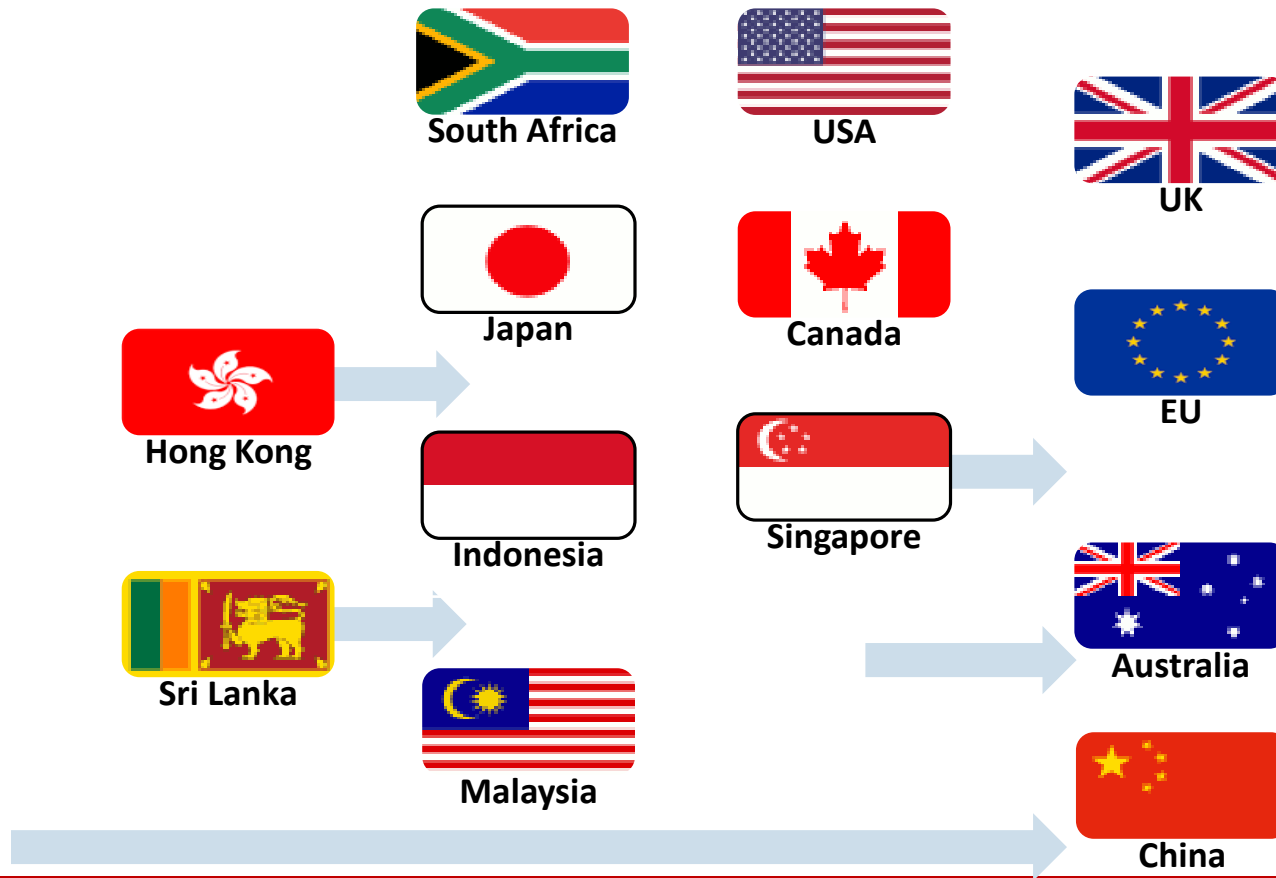 South Africa
USA
UK
Japan
Canada
Hong Kong
EU
Indonesia
Singapore
Sri Lanka
Australia
Malaysia
China